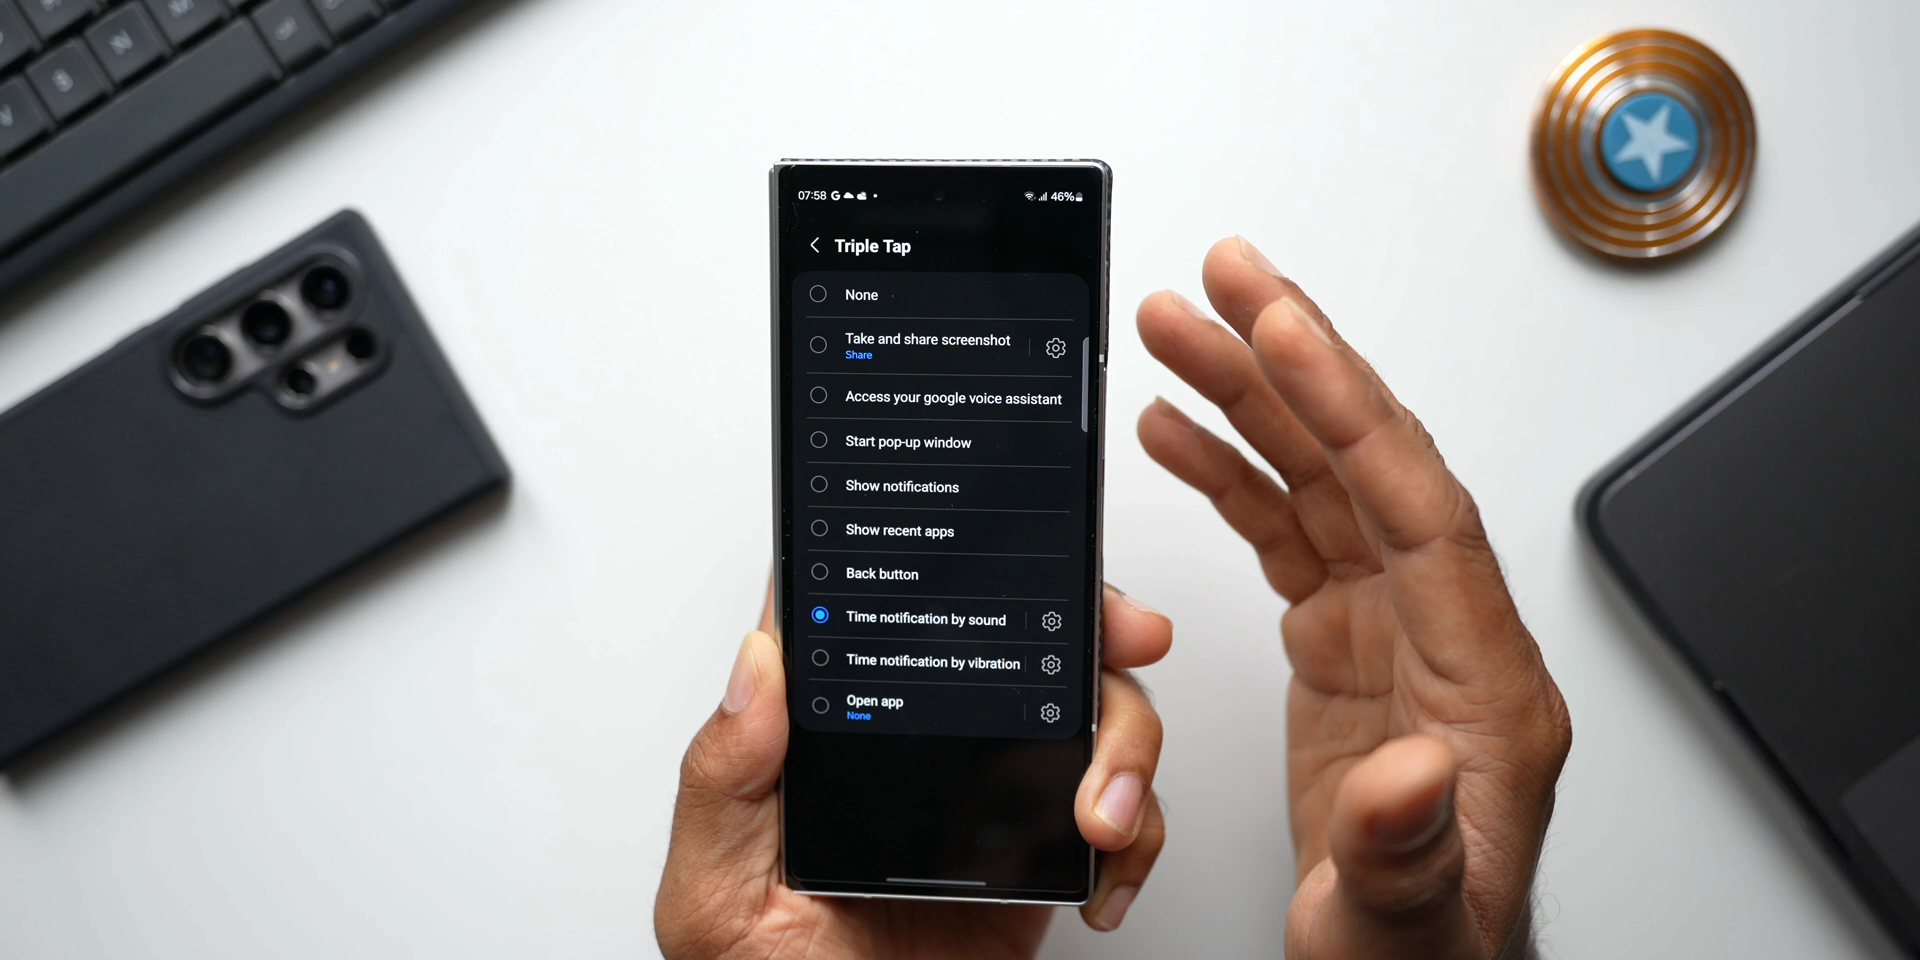 07:58 G
46%
Triple Tap
None
Take and share screenshot
Share
Access your google voice assistant
Start pop-up window
Show notifications
Show recent apps
Back button
Time notification by sound
Time notification by vibration
Open app
None